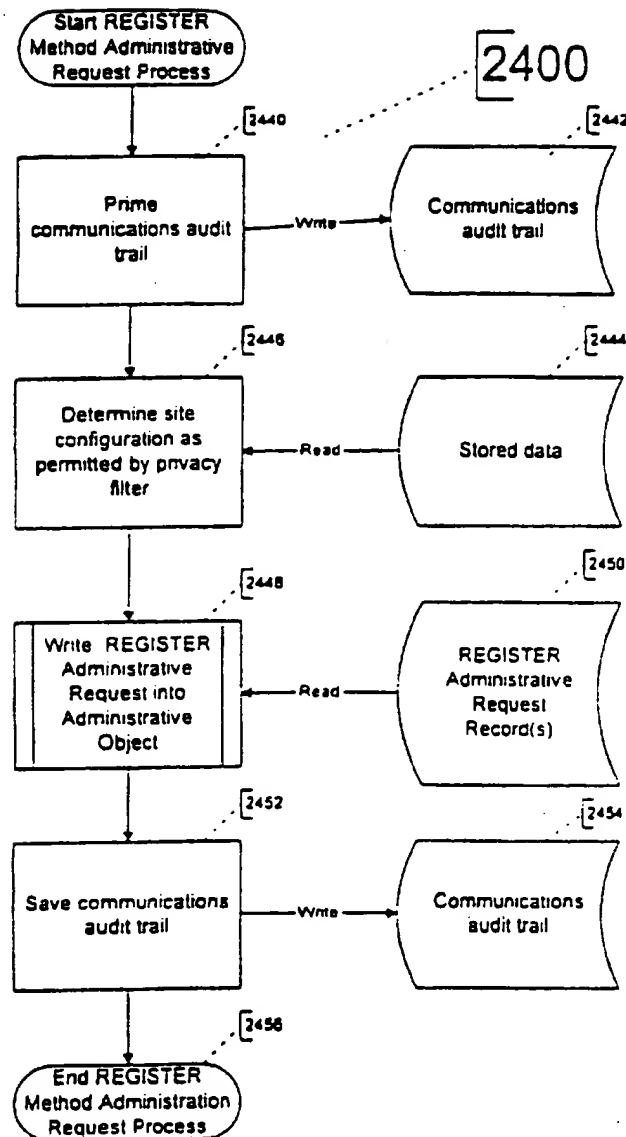 Start REGISTER
Method Administrative
Request Process
2400
2440
2442
Prime
communications audit
trail
Write
Communications
audit trail
2446
2444
Determine site
configuration as
permitted by privacy
filter
Read
Stored data
2448
2450
Write REGISTER
Administrative
Request into
Administrative
Object
Read
REGISTER
Administrative
Request
Record(s)
2452
2454
Save communications
audit trail
Write
Communications
audit trail
2456
End REGISTER
Method Administration
Request Process